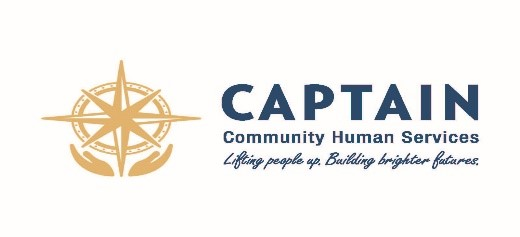 CAPTAIN
Community Human Services
Lifting people up. Building brighter futures.